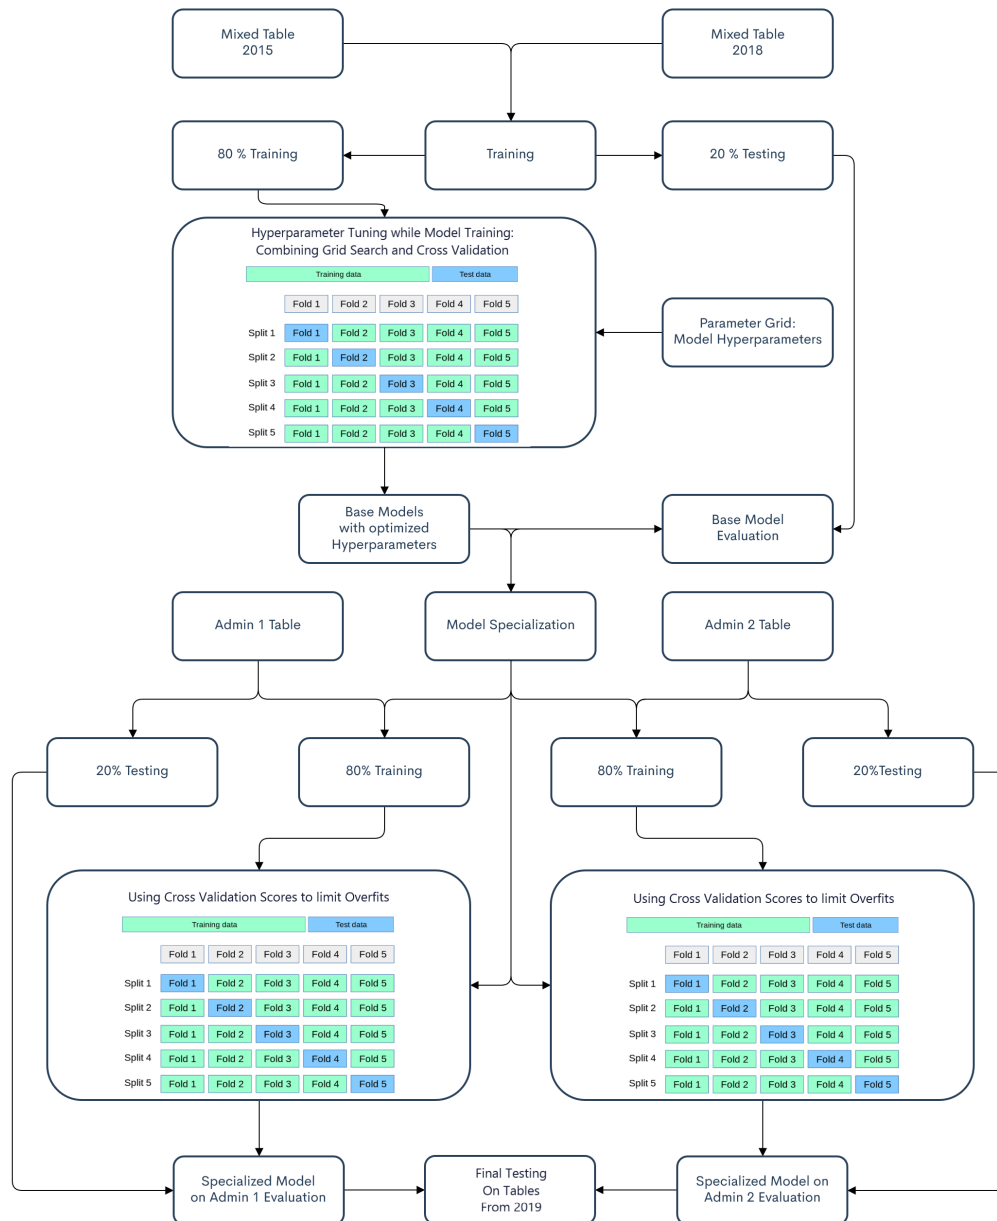 Mixed Table
2015
Mixed Table
2018
80 % Training
Training
20 % Testing
Hyperparameter Tuning while Model Training:
Combining Grid Search and Cross Validation
Training data
Test data
Fold 1 Fold 2 Fold 3 Fold 4 Fold 5
Split 1 Fold 1 Fold 2 Fold 3 Fold 4 Fold 5
Split 2 Fold 1 Fold 2 Fold 3 Fold 4 Fold 5
Split 3 Fold 1 Fold 2 Fold 3 Fold 4 Fold 5
Split 4 Fold 1 Fold 2 Fold 3 Fold 4 Fold 5
Split 5 Fold 1 Fold 2 Fold 3 Fold 4 Fold 5
Parameter Grid:
Model Hyperparameters
Base Models
with optimized
Hyperparameters
Base Model
Evaluation
Admin 1 Table
Model Specialization
Admin 2 Table
20% Testing
80% Training
80% Training
20%Testing
Using Cross Validation Scores to limit Overfits
Training data
Test data
Fold 1 Fold 2 Fold 3 Fold 4 Fold 5
Split 1 Fold 1 Fold 2 Fold 3 Fold 4 Fold 5
Split 2 Fold 1 Fold 2 Fold 3 Fold 4 Fold 5
Split 3 Fold 1 Fold 2 Fold 3 Fold 4 Fold 5
Split 4 Fold 1 Fold 2 Fold 3 Fold 4 Fold 5
Split 5 Fold 1 Fold 2 Fold 3 Fold 4 Fold 5
Using Cross Validation Scores to limit Overfits
Training data
Test data
Fold 1 Fold 2 Fold 3 Fold 4 Fold 5
Split 1 Fold 1 Fold 2 Fold 3 Fold 4 Fold 5
Split 2 Fold 1 Fold 2 Fold 3 Fold 4 Fold 5
Split 3 Fold 1 Fold 2 Fold 3 Fold 4 Fold 5
Split 4 Fold 1 Fold 2 Fold 3 Fold 4 Fold 5
Split 5 Fold 1 Fold 2 Fold 3 Fold 4 Fold 5
Specialized Model
on Admin 1 Evaluation
Final Testing
On Tables
From 2019
Specialized Model on
Admin 2 Evaluation